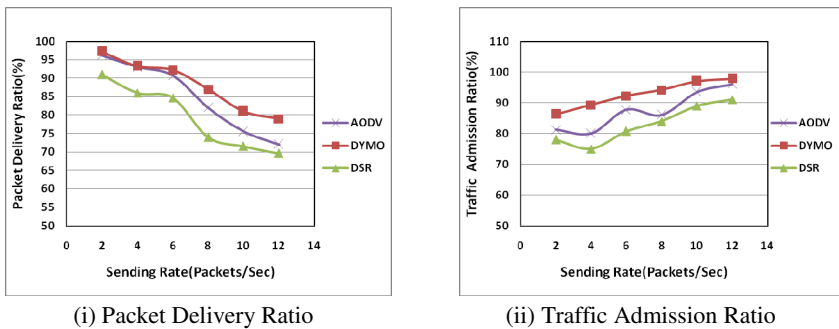 100
95
90
85
80
75
70
65
60
55
50
0 2 4 6 8 10 12 14
Packet Delivery Ratio(%)
Sending Rate(Packets/Sec)
AODV
DYMO
DSR
(i) Packet Delivery Ratio
110
100
90
80
70
60
50
0 2 4 6 8 10 12 14
Traffic Admission Ratio(%)
Sending Rate(Packets/Sec)
AODV
DYMO
DSR
(ii) Traffic Admission Ratio